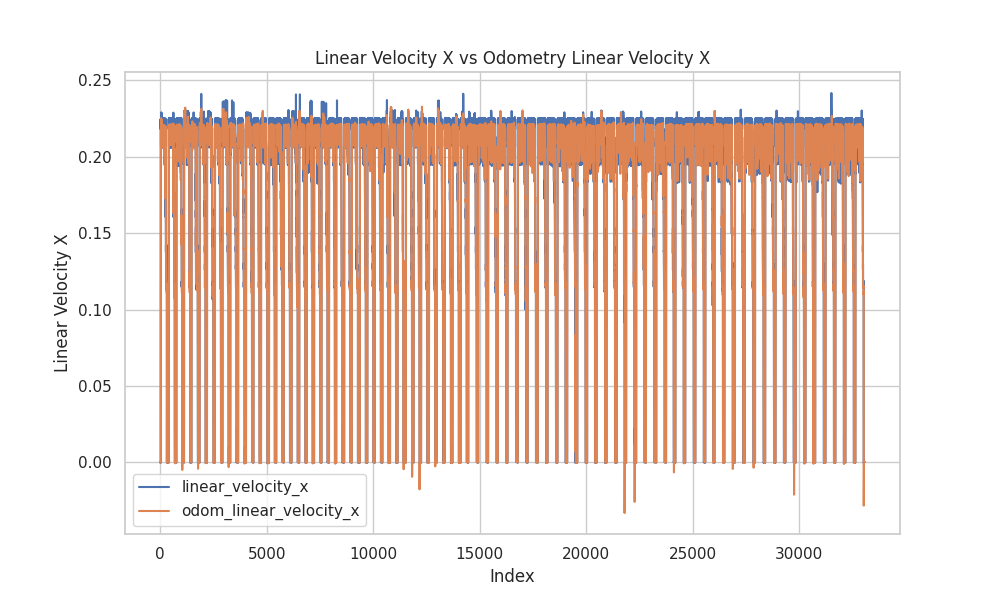 Linear Velocity X vs Odometry Linear Velocity X
0.25
0.20
0.15
0.10
0.05
0.00
Linear Velocity X
linear_velocity_x
odom_linear_velocity_x
0 5000 10000 15000 20000 25000 30000
Index